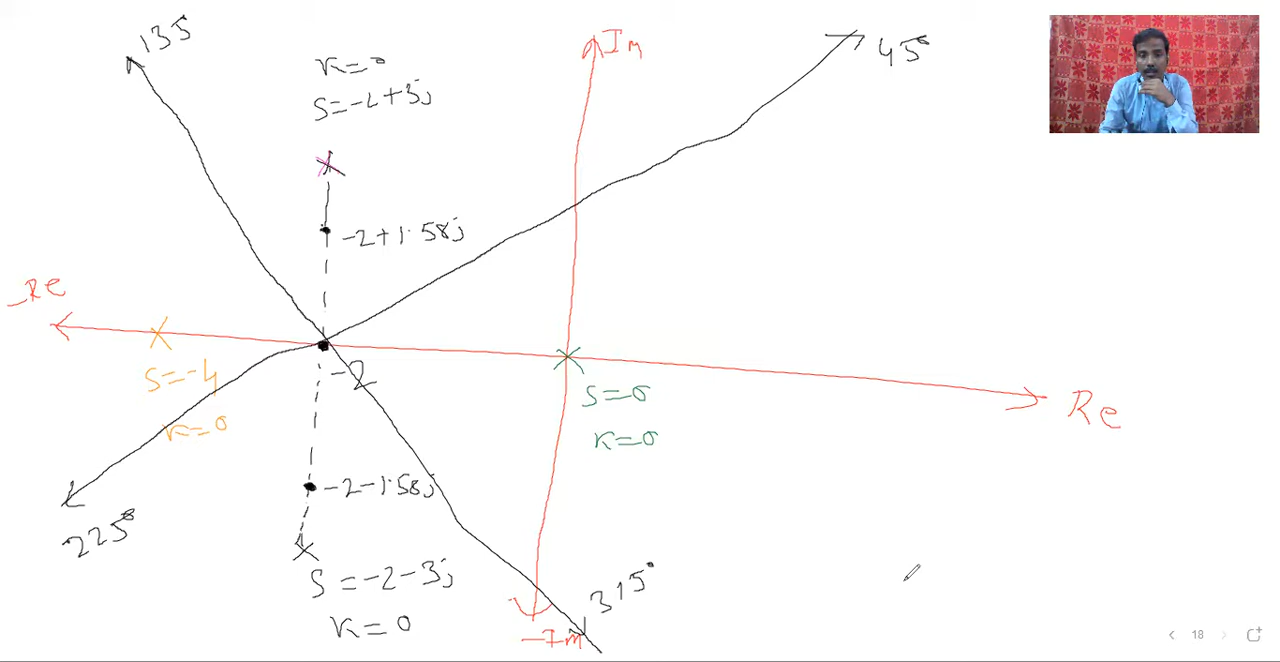 135
K=0
S=-2+3j
Im
45°
-2+1.58j
-Re
S=-4
K=0
-2
S=0
K=0
Re
225°
-2-1.58j
S=-2-3j
K=0
315°
-Im
18